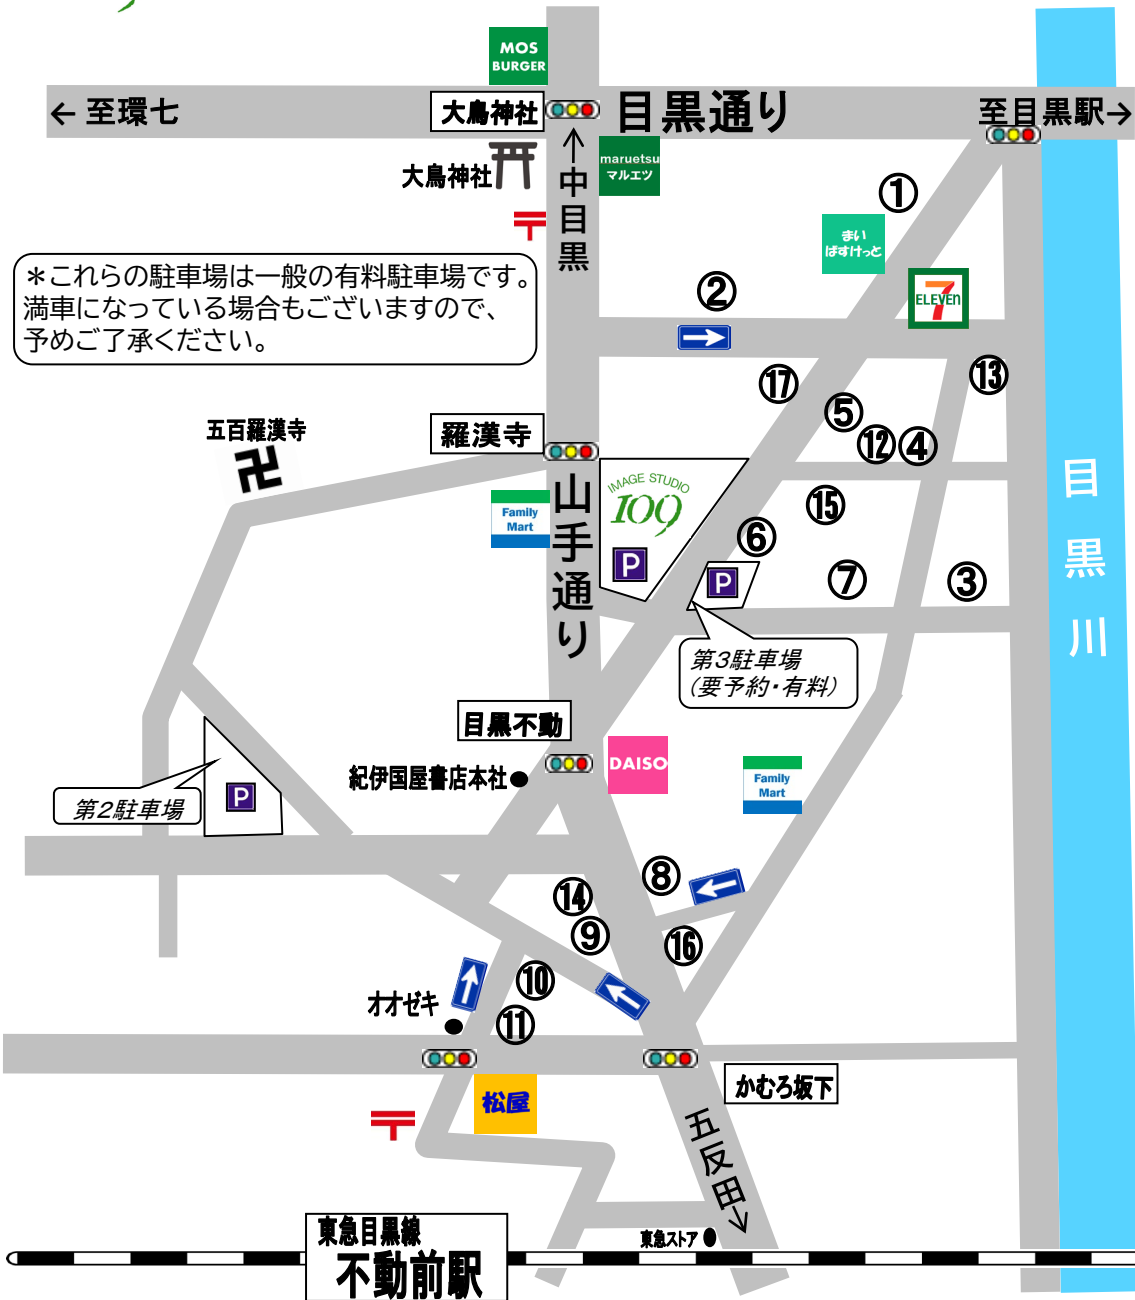 MOS
BURGER
← 至環七
大鳥神社
目黒通り
至目黒駅→
大鳥神社
↑中目黒
maruetsu
マルエツ
①
まい
ばすけっと
7
ELEVEn
＊これらの駐車場は一般の有料駐車場です。
満車になっている場合もございますので、
予めご了承ください。
②
⑰
⑬
⑤
⑫
④
五百羅漢寺
卍
羅漢寺
山手通り
IMAGE STUDIO
109
P
Family
Mart
⑮
⑥
P
⑦
③
目黒川
第3駐車場
(要予約・有料)
目黒不動
紀伊国屋書店本社
DAISO
Family
Mart
第2駐車場
P
⑧
⑭
⑨
⑯
⑩
⑪
オオゼキ
松屋
かむろ坂下
五反田→
東急ストア
東急目黒線
不動前駅